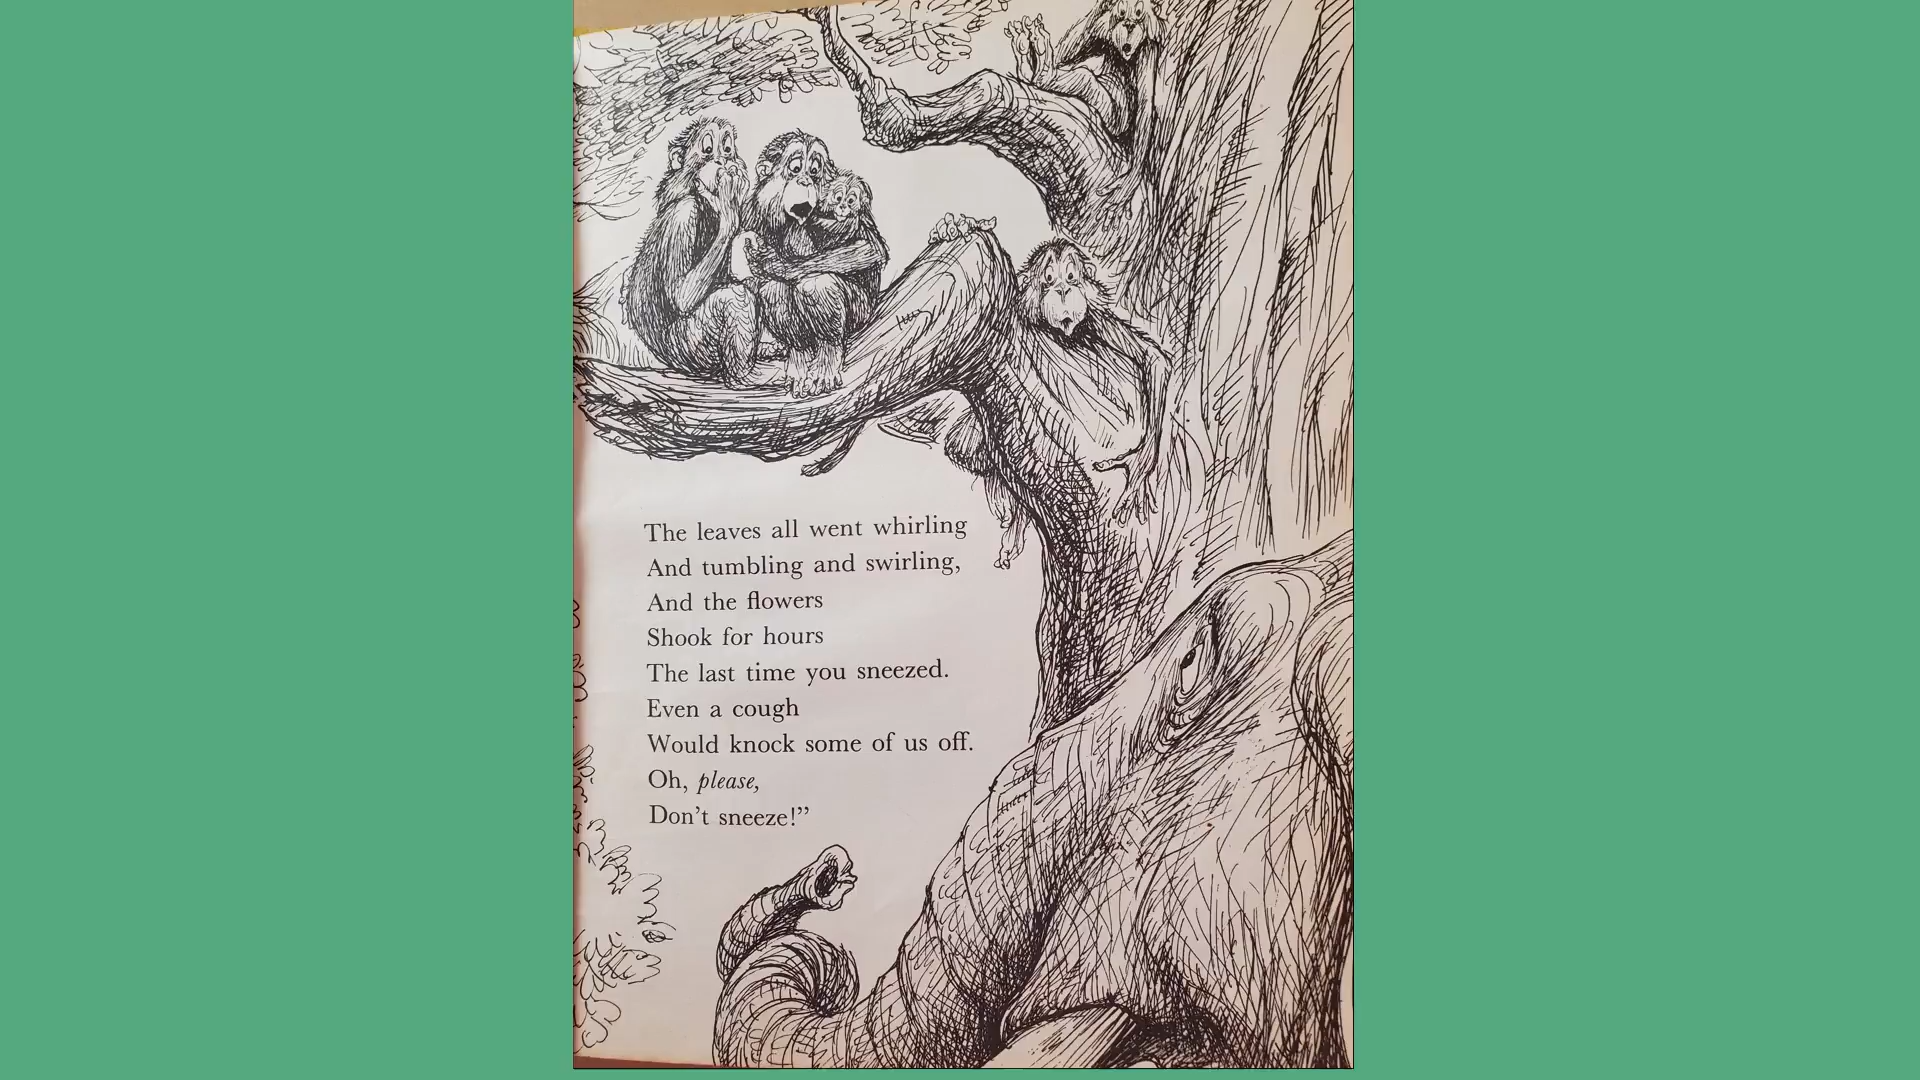 The leaves all went whirling
And tumbling and swirling,
And the flowers
Shook for hours
The last time you sneezed.
Even a cough
Would knock some of us off.
Oh, please,
Don't sneeze!”